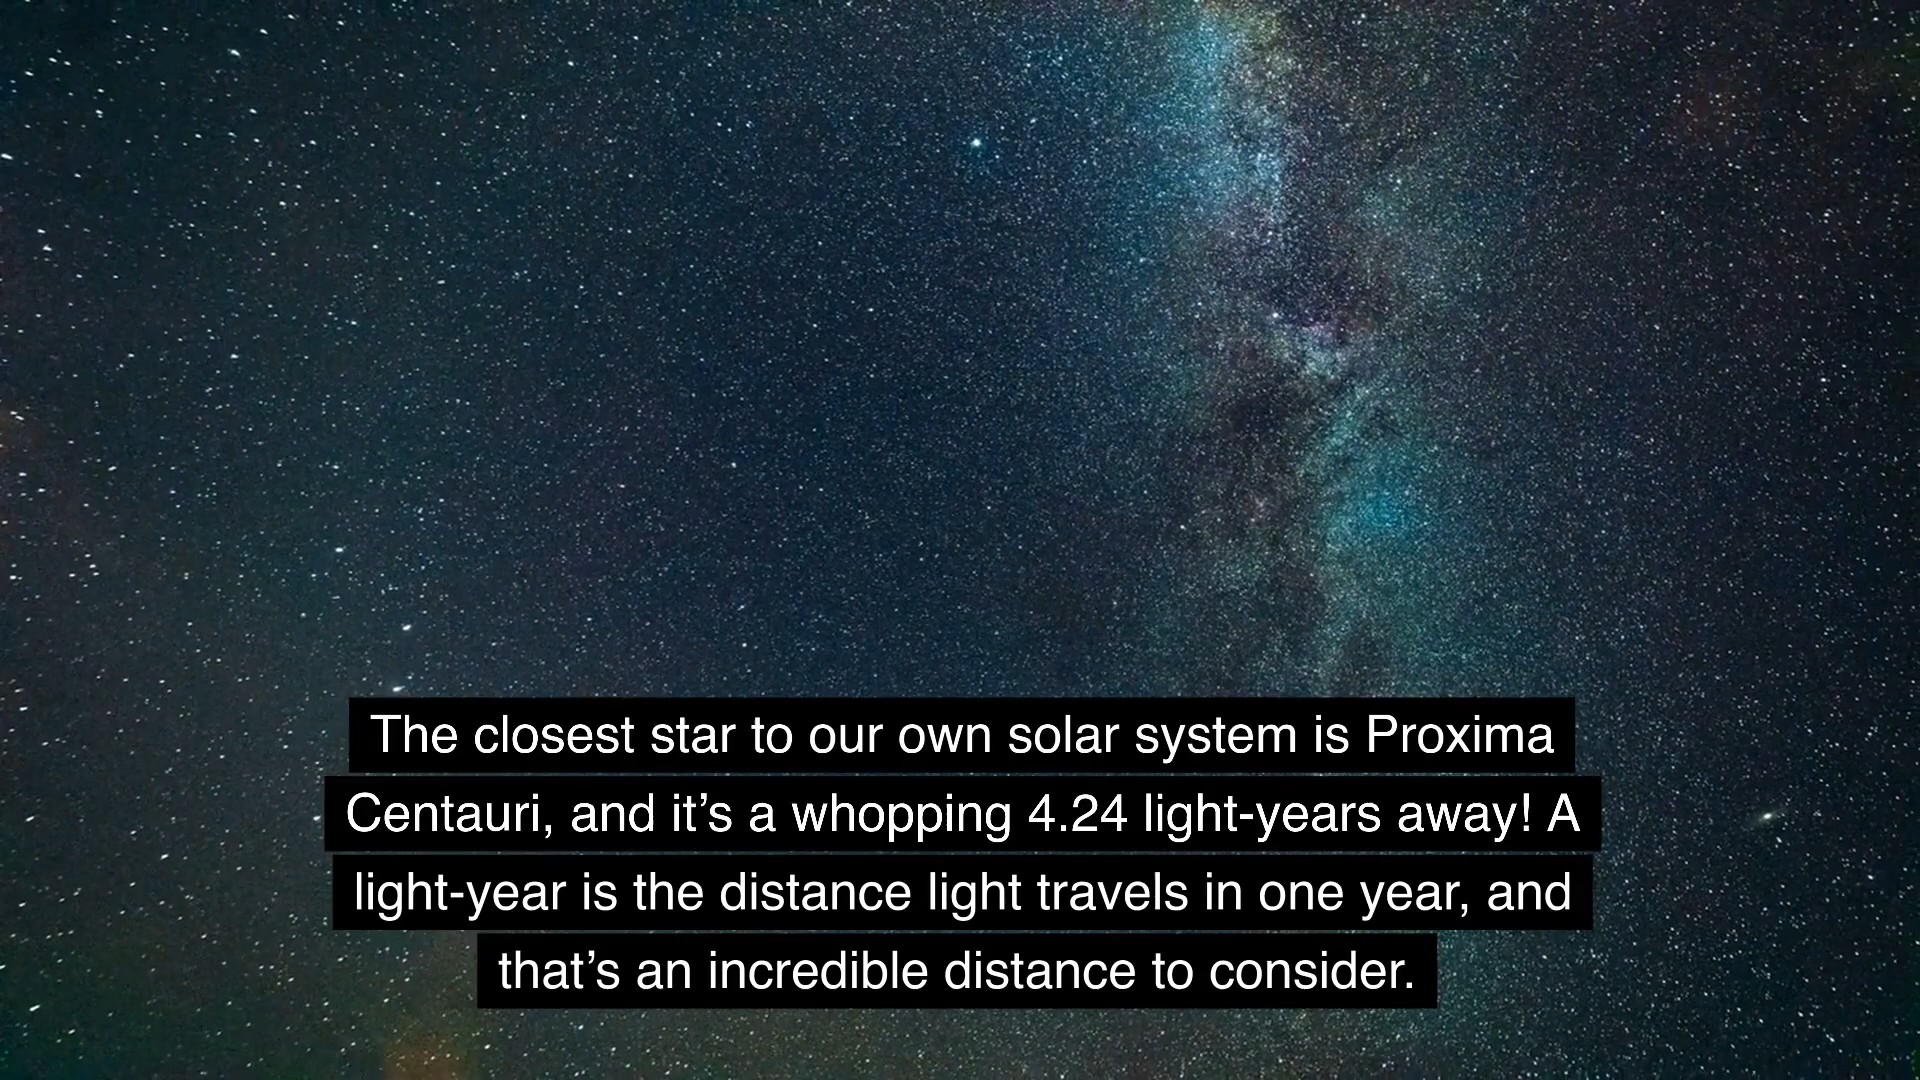 The closest star to our own solar system is Proxima
Centauri, and it’s a whopping 4.24 light-years away! A
light-year is the distance light travels in one year, and
that’s an incredible distance to consider.